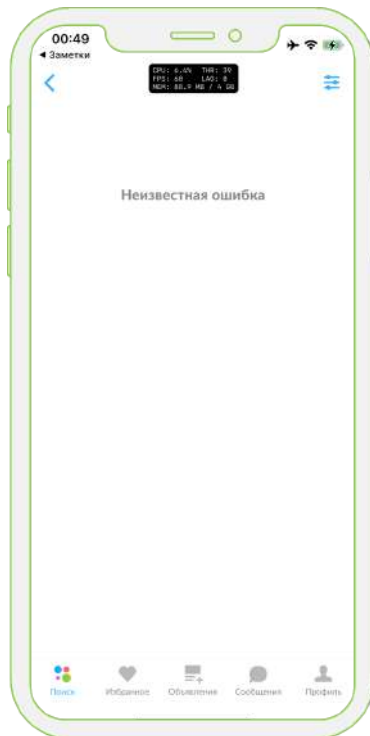 00:49
Заметки
CPU: 6.4% THR: 39
FPS: 60 LAG: 0
MEM: 88.9 MB / 4 GB
Неизвестная ошибка
Поиск Избранное Объявления Сообщения Профиль